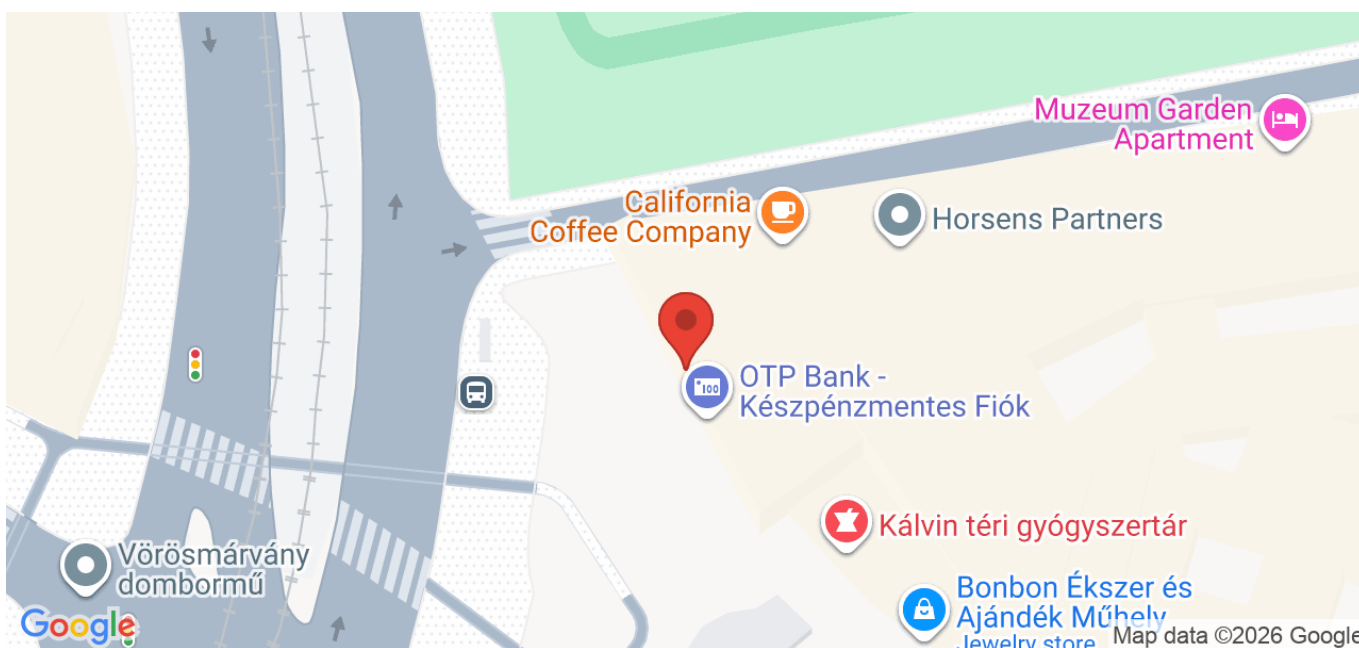 Muzeum Garden
Apartment
California
Coffee Company
Horsens Partners
100
OTP Bank -
Készpénzmentes Fiók
Kálvin téri gyógyszertár
Vörösmárvány
dombormű
Bonbon Ékszer és
Ajándék Műhely
Jewelry store
Google
Map data ©2026 Google